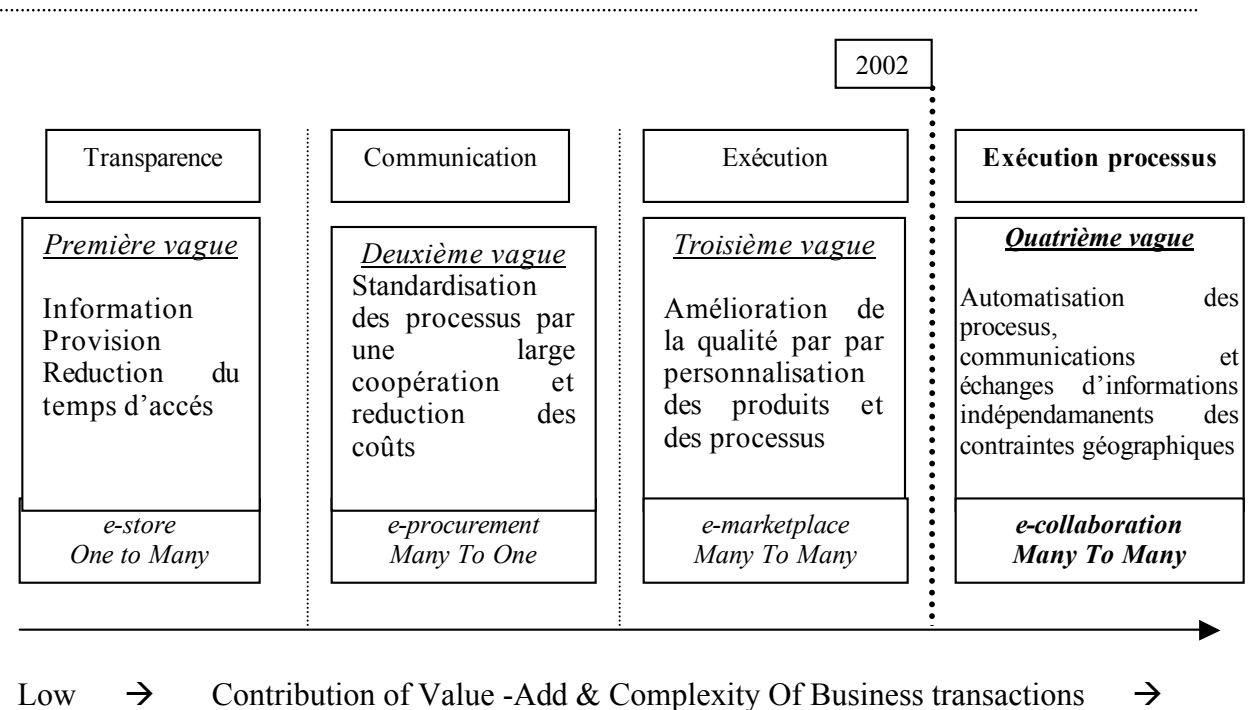 2002
Transparence
Communication
Exécution
Exécution processus
Première vague
Information
Provision
Reduction du
temps d’accés
e-store
One to Many
Deuxième vague
Standardisation
des processus par
une large
coopération et
reduction des
coûts
e-procurement
Many To One
Troisième vague
Amélioration de
la qualité par par
personnalisation
des produits et
des processus
e-marketplace
Many To Many
Quatrième vague
Automatisation des
procesus,
communications et
échanges d’informations
indépendamanents des
contraintes géographiques
e-collaboration
Many To Many
Low → Contribution of Value -Add & Complexity Of Business transactions →